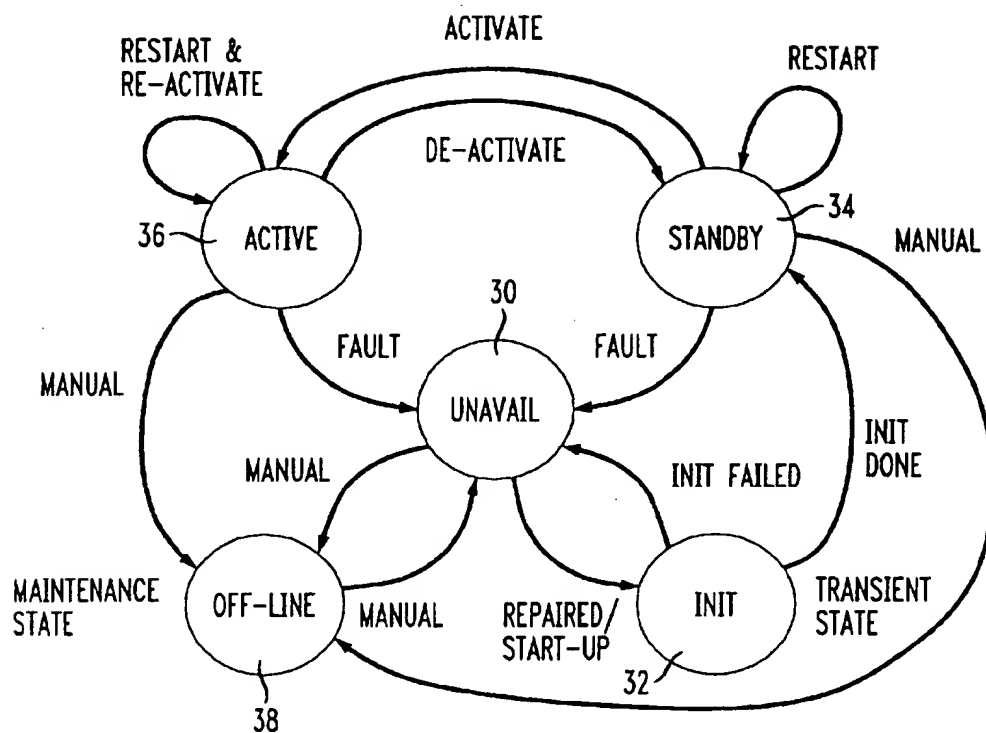 ACTIVATE
RESTART &
RE-ACTIVATE
RESTART
DE-ACTIVATE
36
ACTIVE
STANDBY
34
MANUAL
30
FAULT
FAULT
MANUAL
UNAVAIL
INIT
DONE
MANUAL
INIT FAILED
MAINTENANCE
STATE
OFF-LINE
MANUAL
REPAIRED/
START-UP
INIT
TRANSIENT
STATE
32
38